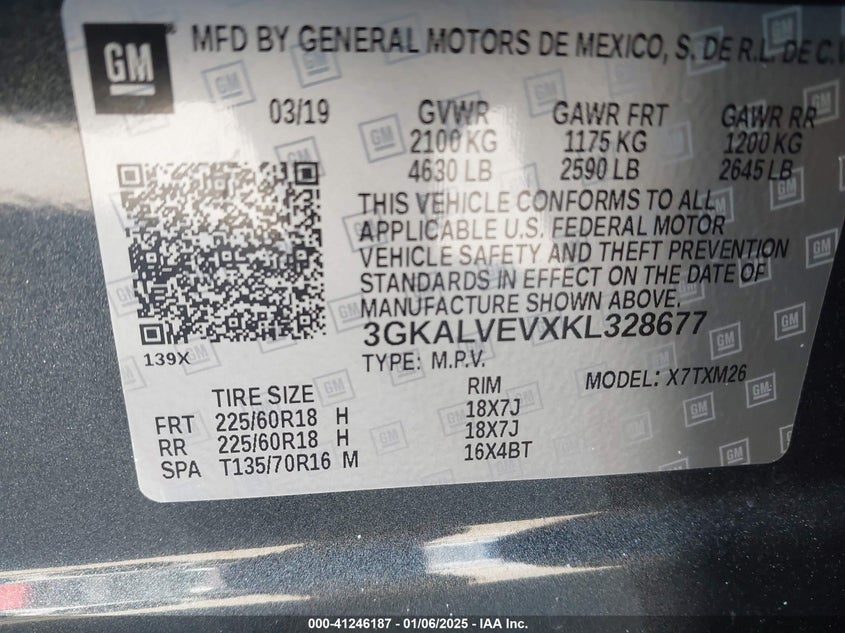 GM
MFD BY GENERAL MOTORS DE MEXICO, S. DE R.L. DE C.V
03/19 GVWR GAWR FRT GAWR RR
2100 KG 1175 KG 1200 KG
4630 LB 2590 LB 2645 LB
THIS VEHICLE CONFORMS TO ALL
APPLICABLE U.S. FEDERAL MOTOR
VEHICLE SAFETY AND THEFT PREVENTION
STANDARDS IN EFFECT ON THE DATE OF
MANUFACTURE SHOWN ABOVE.
3GKALVEVXKL328677
139X
TYPE: M.P.V. MODEL: X7TXM26
TIRE SIZE RIM
FRT 225/60R18 H 18X7J
RR 225/60R18 H 18X7J
SPA T135/70R16 M 16X4BT
000-41246187 - 01/06/2025 - IAA Inc.